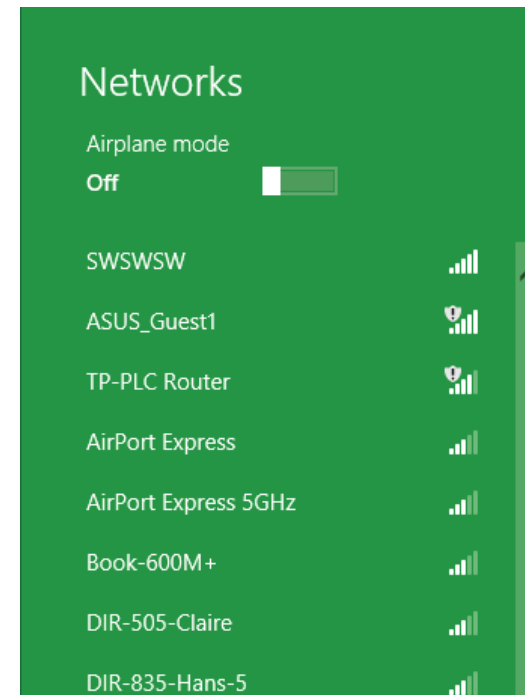 Networks
Airplane mode
Off
SWSWSW
ASUS_Guest1
TP-PLC Router
AirPort Express
AirPort Express 5GHz
Book-600M+
DIR-505-Claire
DIR-835-Hans-5